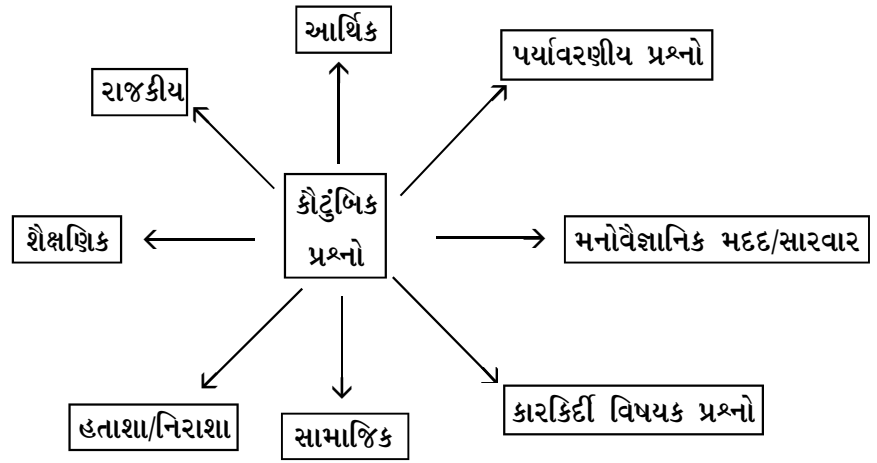 આર્થિક
પર્યાવરણીય પ્રશ્નો
રાજકીય
કૌટુંબિક
પ્રશ્નો
શૈક્ષણિક
મનોવૈજ્ઞાનિક મદદ/સારવાર
કારકિર્દી વિષયક પ્રશ્નો
હતાશા/નિરાશા
સામાજિક